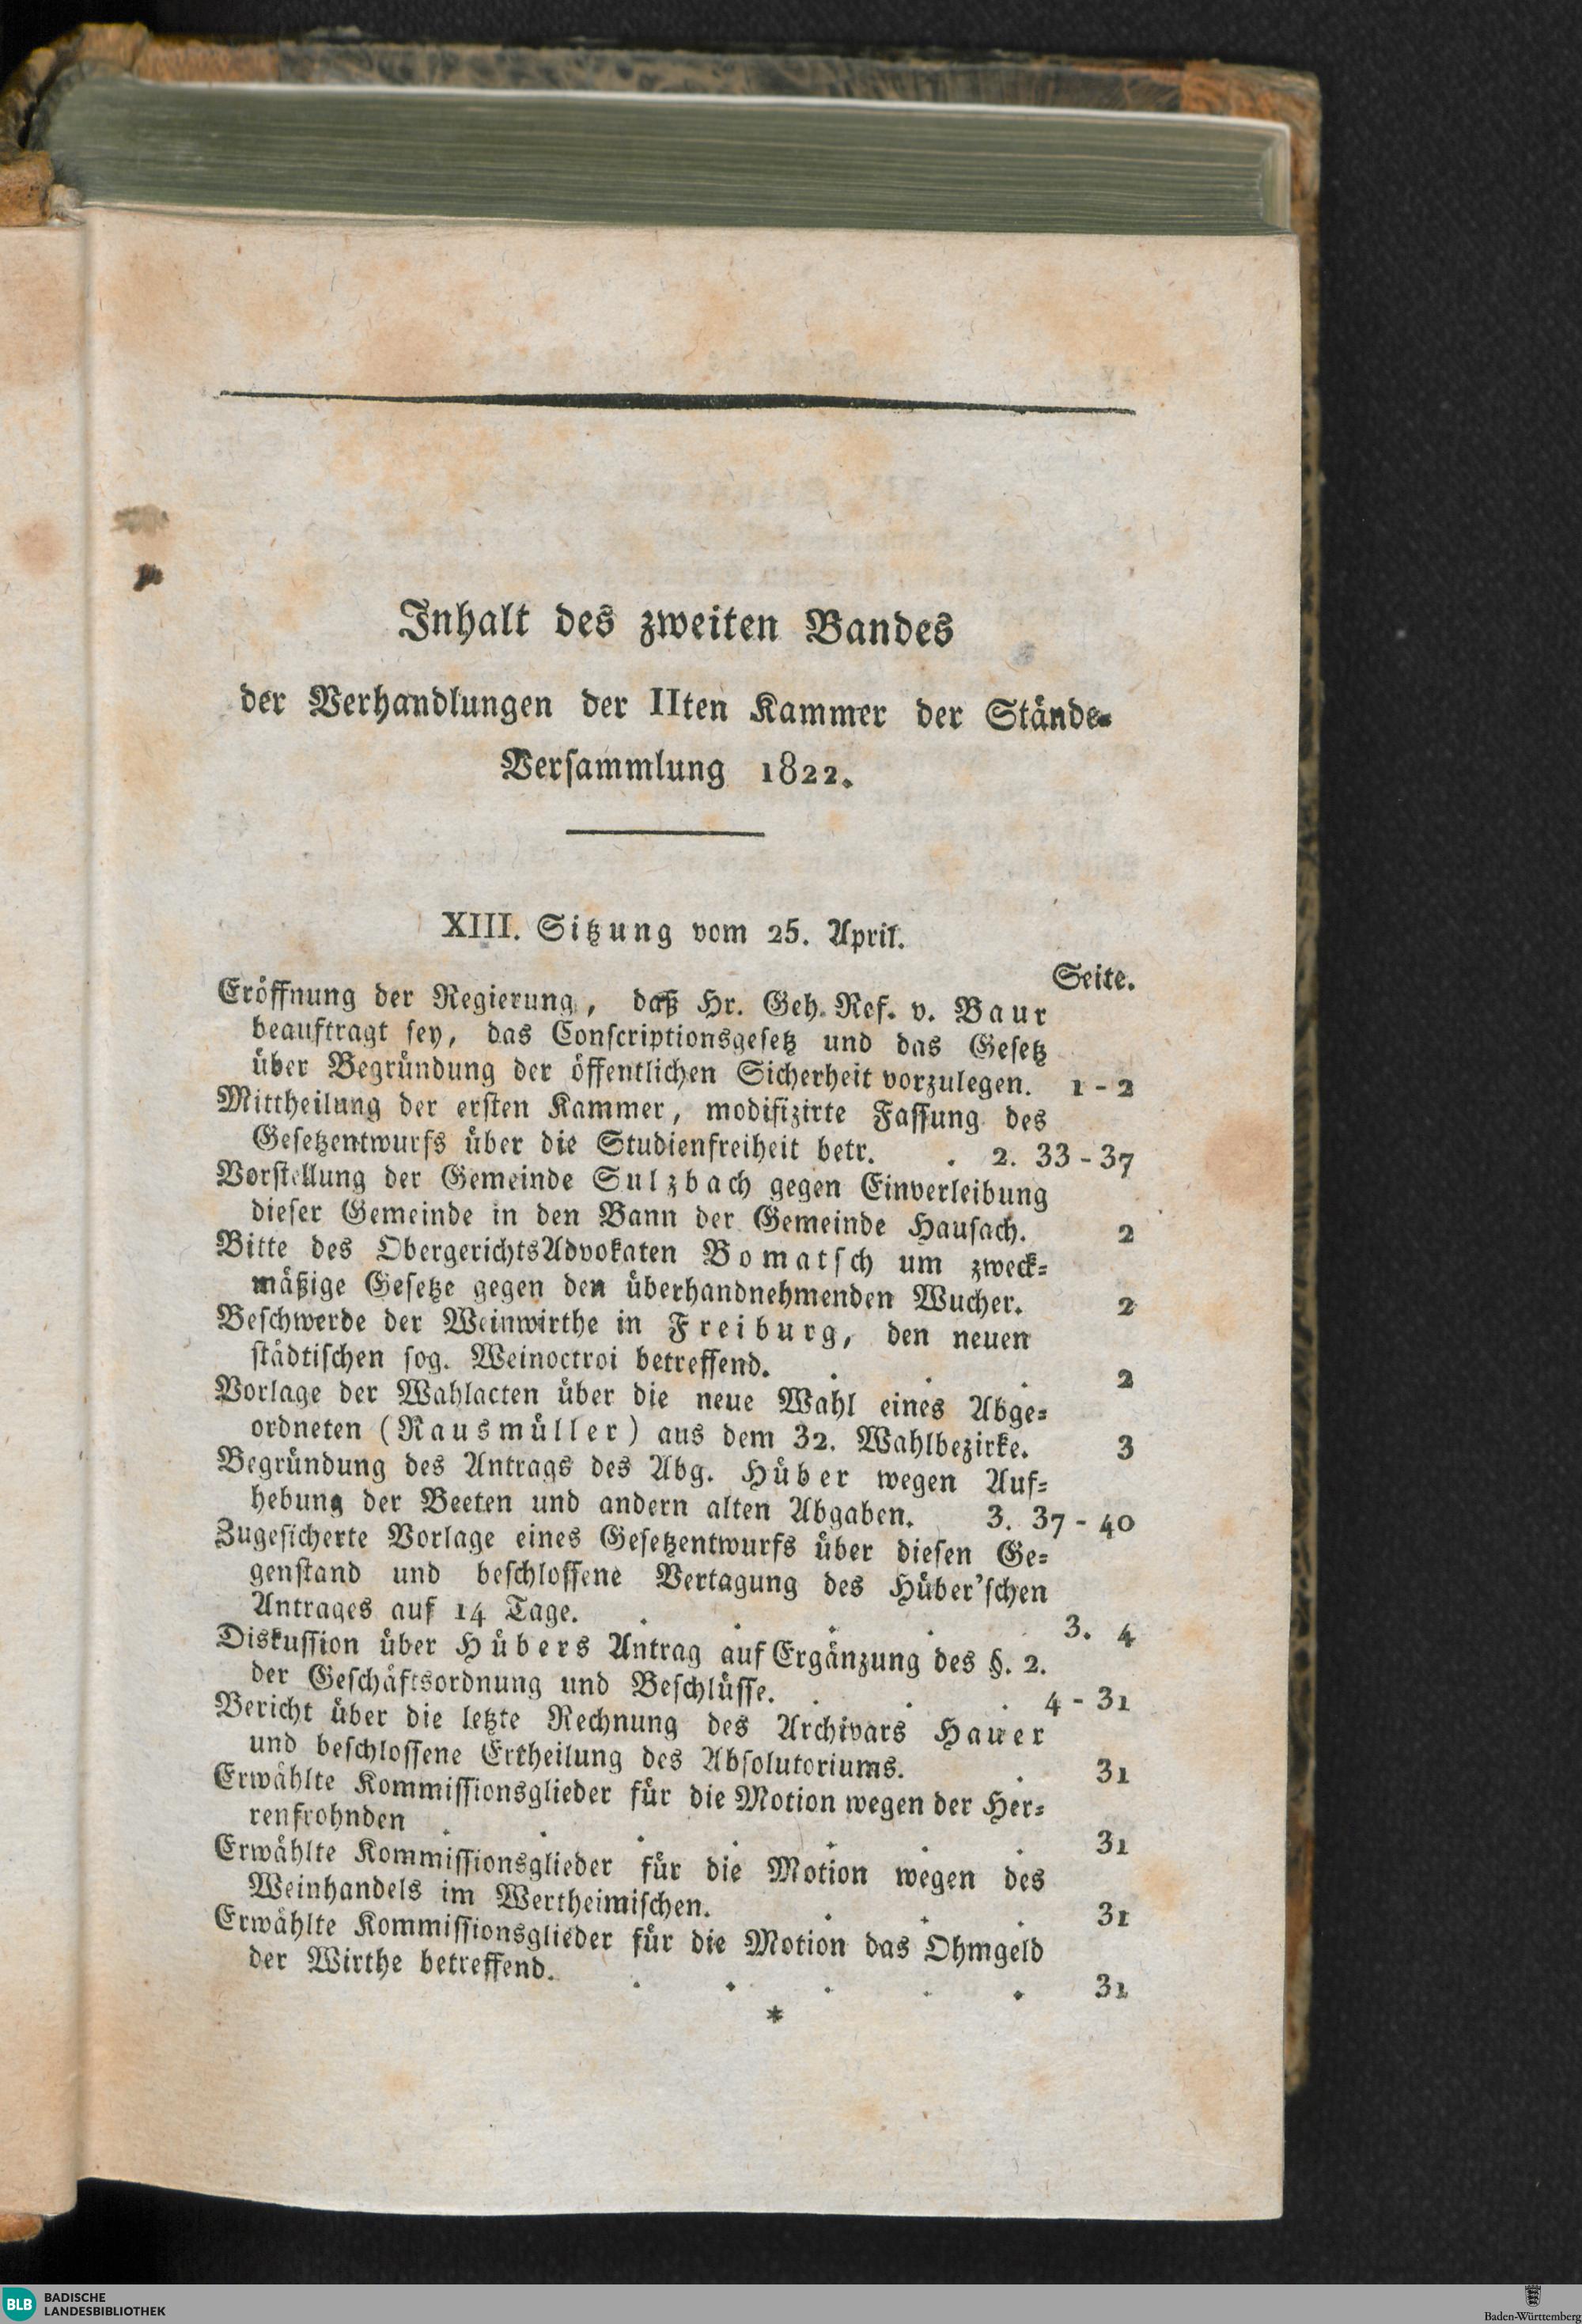 Inhalt des zweiten Bandes
der Verhandlungen der IIten Kammer der Stände-
Versammlung 1822.
XIII. Sitzung vom 25. April.
Seite.
Eröffnung der Regierung, daß Hr. Geh. Ref. v. Baur
beauftragt sey, das Conscriptionsgesetz und das Gesetz
über Begründung der öffentlichen Sicherheit vorzulegen. 1-2
Mittheilung der ersten Kammer, modifizirte Fassung des
Gesetzentwurfs über die Studienfreiheit betr. . 2. 33-37
Vorstellung der Gemeinde Sulzbach gegen Einverleibung
dieser Gemeinde in den Bann der Gemeinde Hausach. 2
Bitte des ObergerichtsAdvokaten Bomatsch um zweck-
mäßige Gesetze gegen den überhandnehmenden Wucher. 2
Beschwerde der Weinwirthe in Freiburg, den neuen
städtischen sog. Weinoctroi betreffend. . . . 2
Vorlage der Wahlacten über die neue Wahl eines Abge-
ordneten (Rausmüller) aus dem 32. Wahlbezirke. 3
Begründung des Antrags des Abg. Hüber wegen Auf-
hebung der Beeten und andern alten Abgaben. 3. 37-40
Zugesicherte Vorlage eines Gesetzentwurfs über diesen Ge-
genstand und beschlossene Vertagung des Hüber'schen
Antrages auf 14 Tage. . . . . . 3. 4
Diskussion über Hübers Antrag auf Ergänzung des §. 2.
der Geschäftsordnung und Beschlüsse. . . . 4-31
Bericht über die letzte Rechnung des Archivars Hauer
und beschlossene Ertheilung des Absolutoriums. . 31
Erwählte Kommissionsglieder für die Motion wegen der Her-
renfrohnden . . . . . . . 31
Erwählte Kommissionsglieder für die Motion wegen des
Weinhandels im Wertheimischen. . . . 31
Erwählte Kommissionsglieder für die Motion das Ohmgeld
der Wirthe betreffend. . . . . . 31
*
BLB BADISCHE
LANDESBIBLIOTHEK
Baden-Württemberg